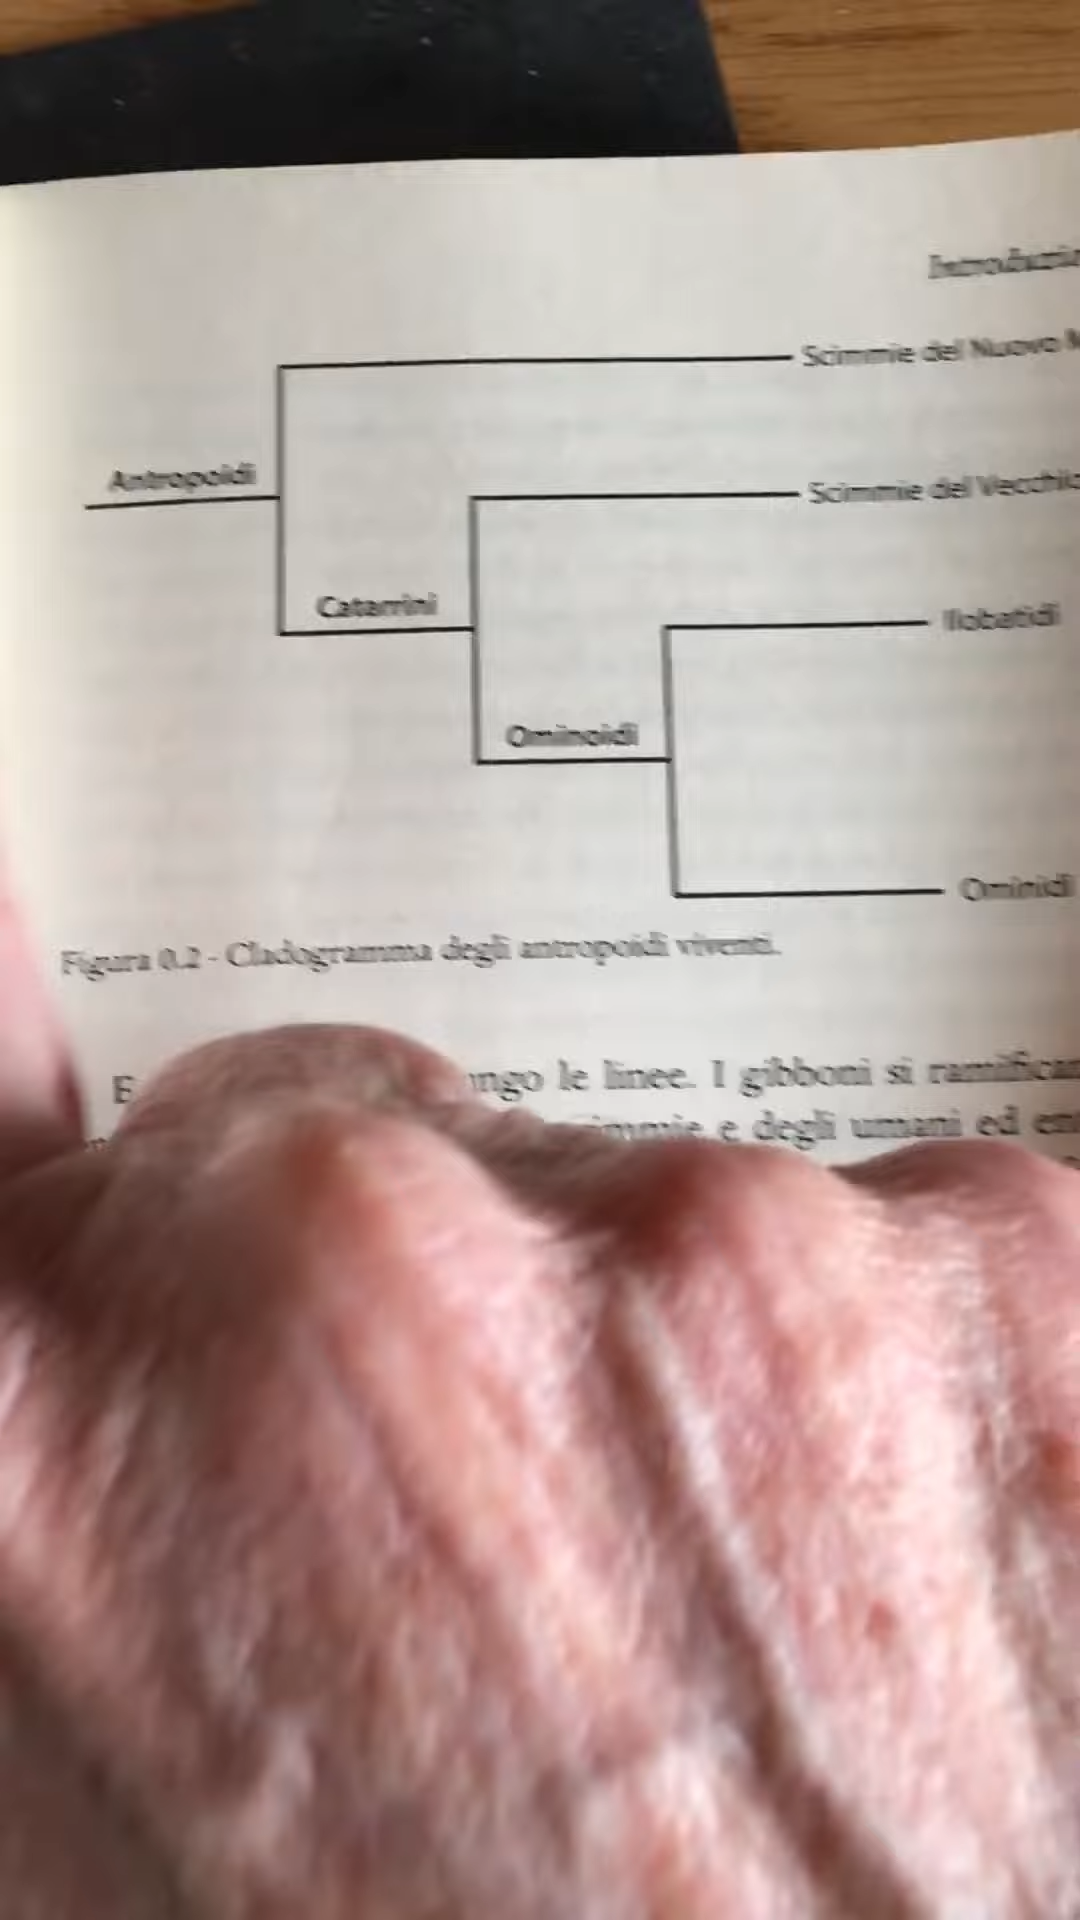 Scimmie del Nuovo
Antropoidi
Scimmie del Vecchio
Catarrini
Ilobatidi
Ominoidi
Ominidi
Figura 0.2 - Cladogramma degli antropoidi viventi.
le linee. I gibboni si
e degli umani ed